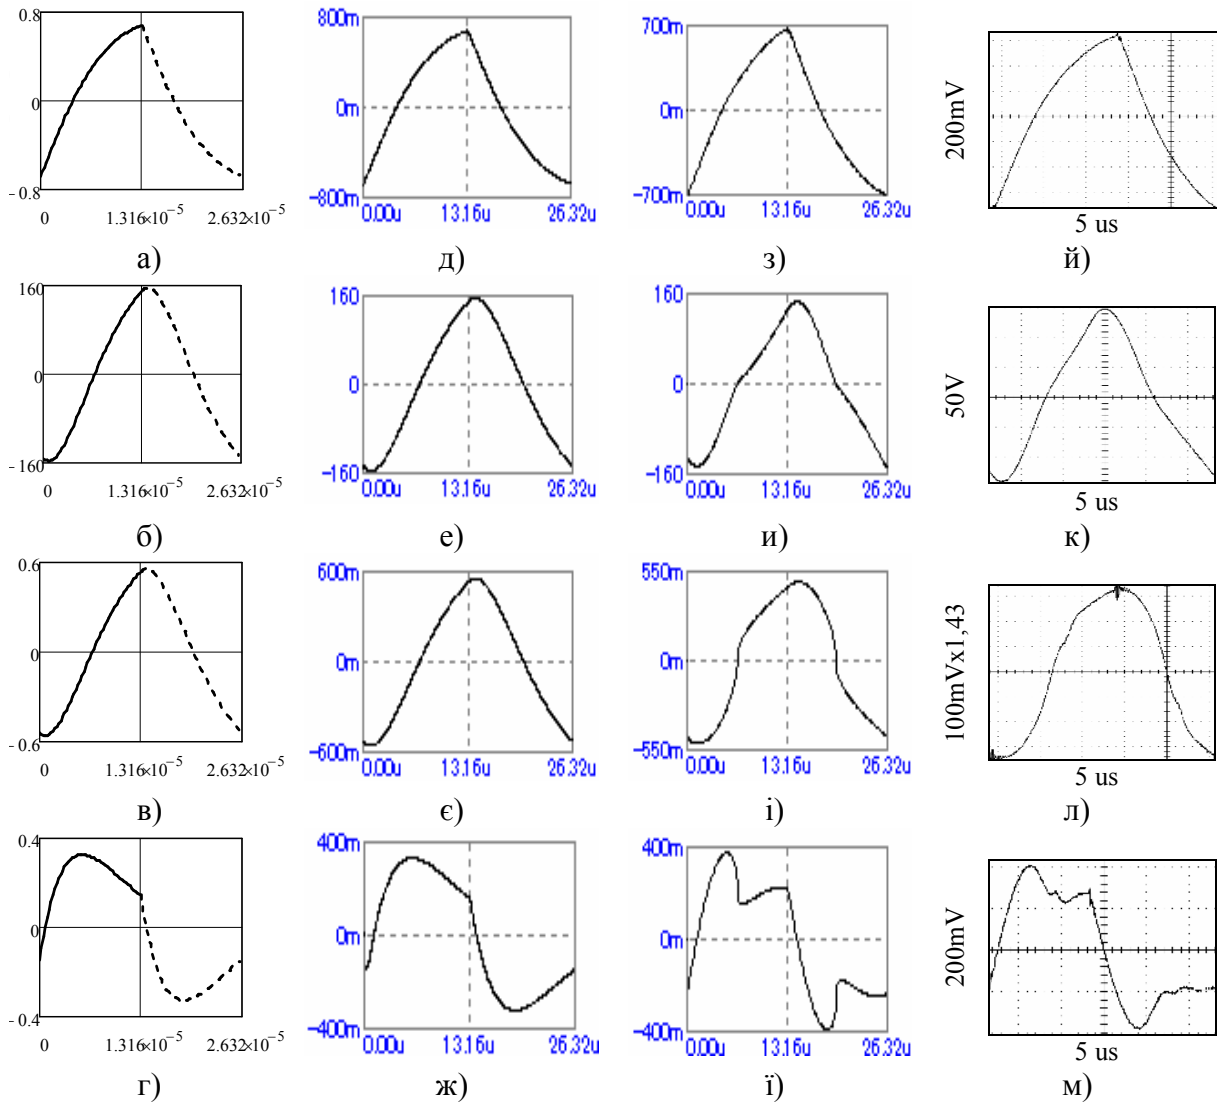 0.8
0
- 0.8
0
1.316×10⁻⁵
2.632×10⁻⁵
а)
800m
0m
-800m
0.00u
13.16u
26.32u
д)
700m
0m
-700m
0.00u
13.16u
26.32u
з)
200mV
5 us
й)
160
0
- 160
0
1.316×10⁻⁵
2.632×10⁻⁵
б)
160
0
-160
0.00u
13.16u
26.32u
е)
160
0
-160
0.00u
13.16u
26.32u
и)
50V
5 us
к)
0.6
0
- 0.6
0
1.316×10⁻⁵
2.632×10⁻⁵
в)
600m
0m
-600m
0.00u
13.16u
26.32u
є)
550m
0m
-550m
0.00u
13.16u
26.32u
і)
100mVx1,43
5 us
л)
0.4
0
- 0.4
0
1.316×10⁻⁵
2.632×10⁻⁵
г)
400m
0m
-400m
0.00u
13.16u
26.32u
ж)
400m
0m
-400m
0.00u
13.16u
26.32u
ї)
200mV
5 us
м)